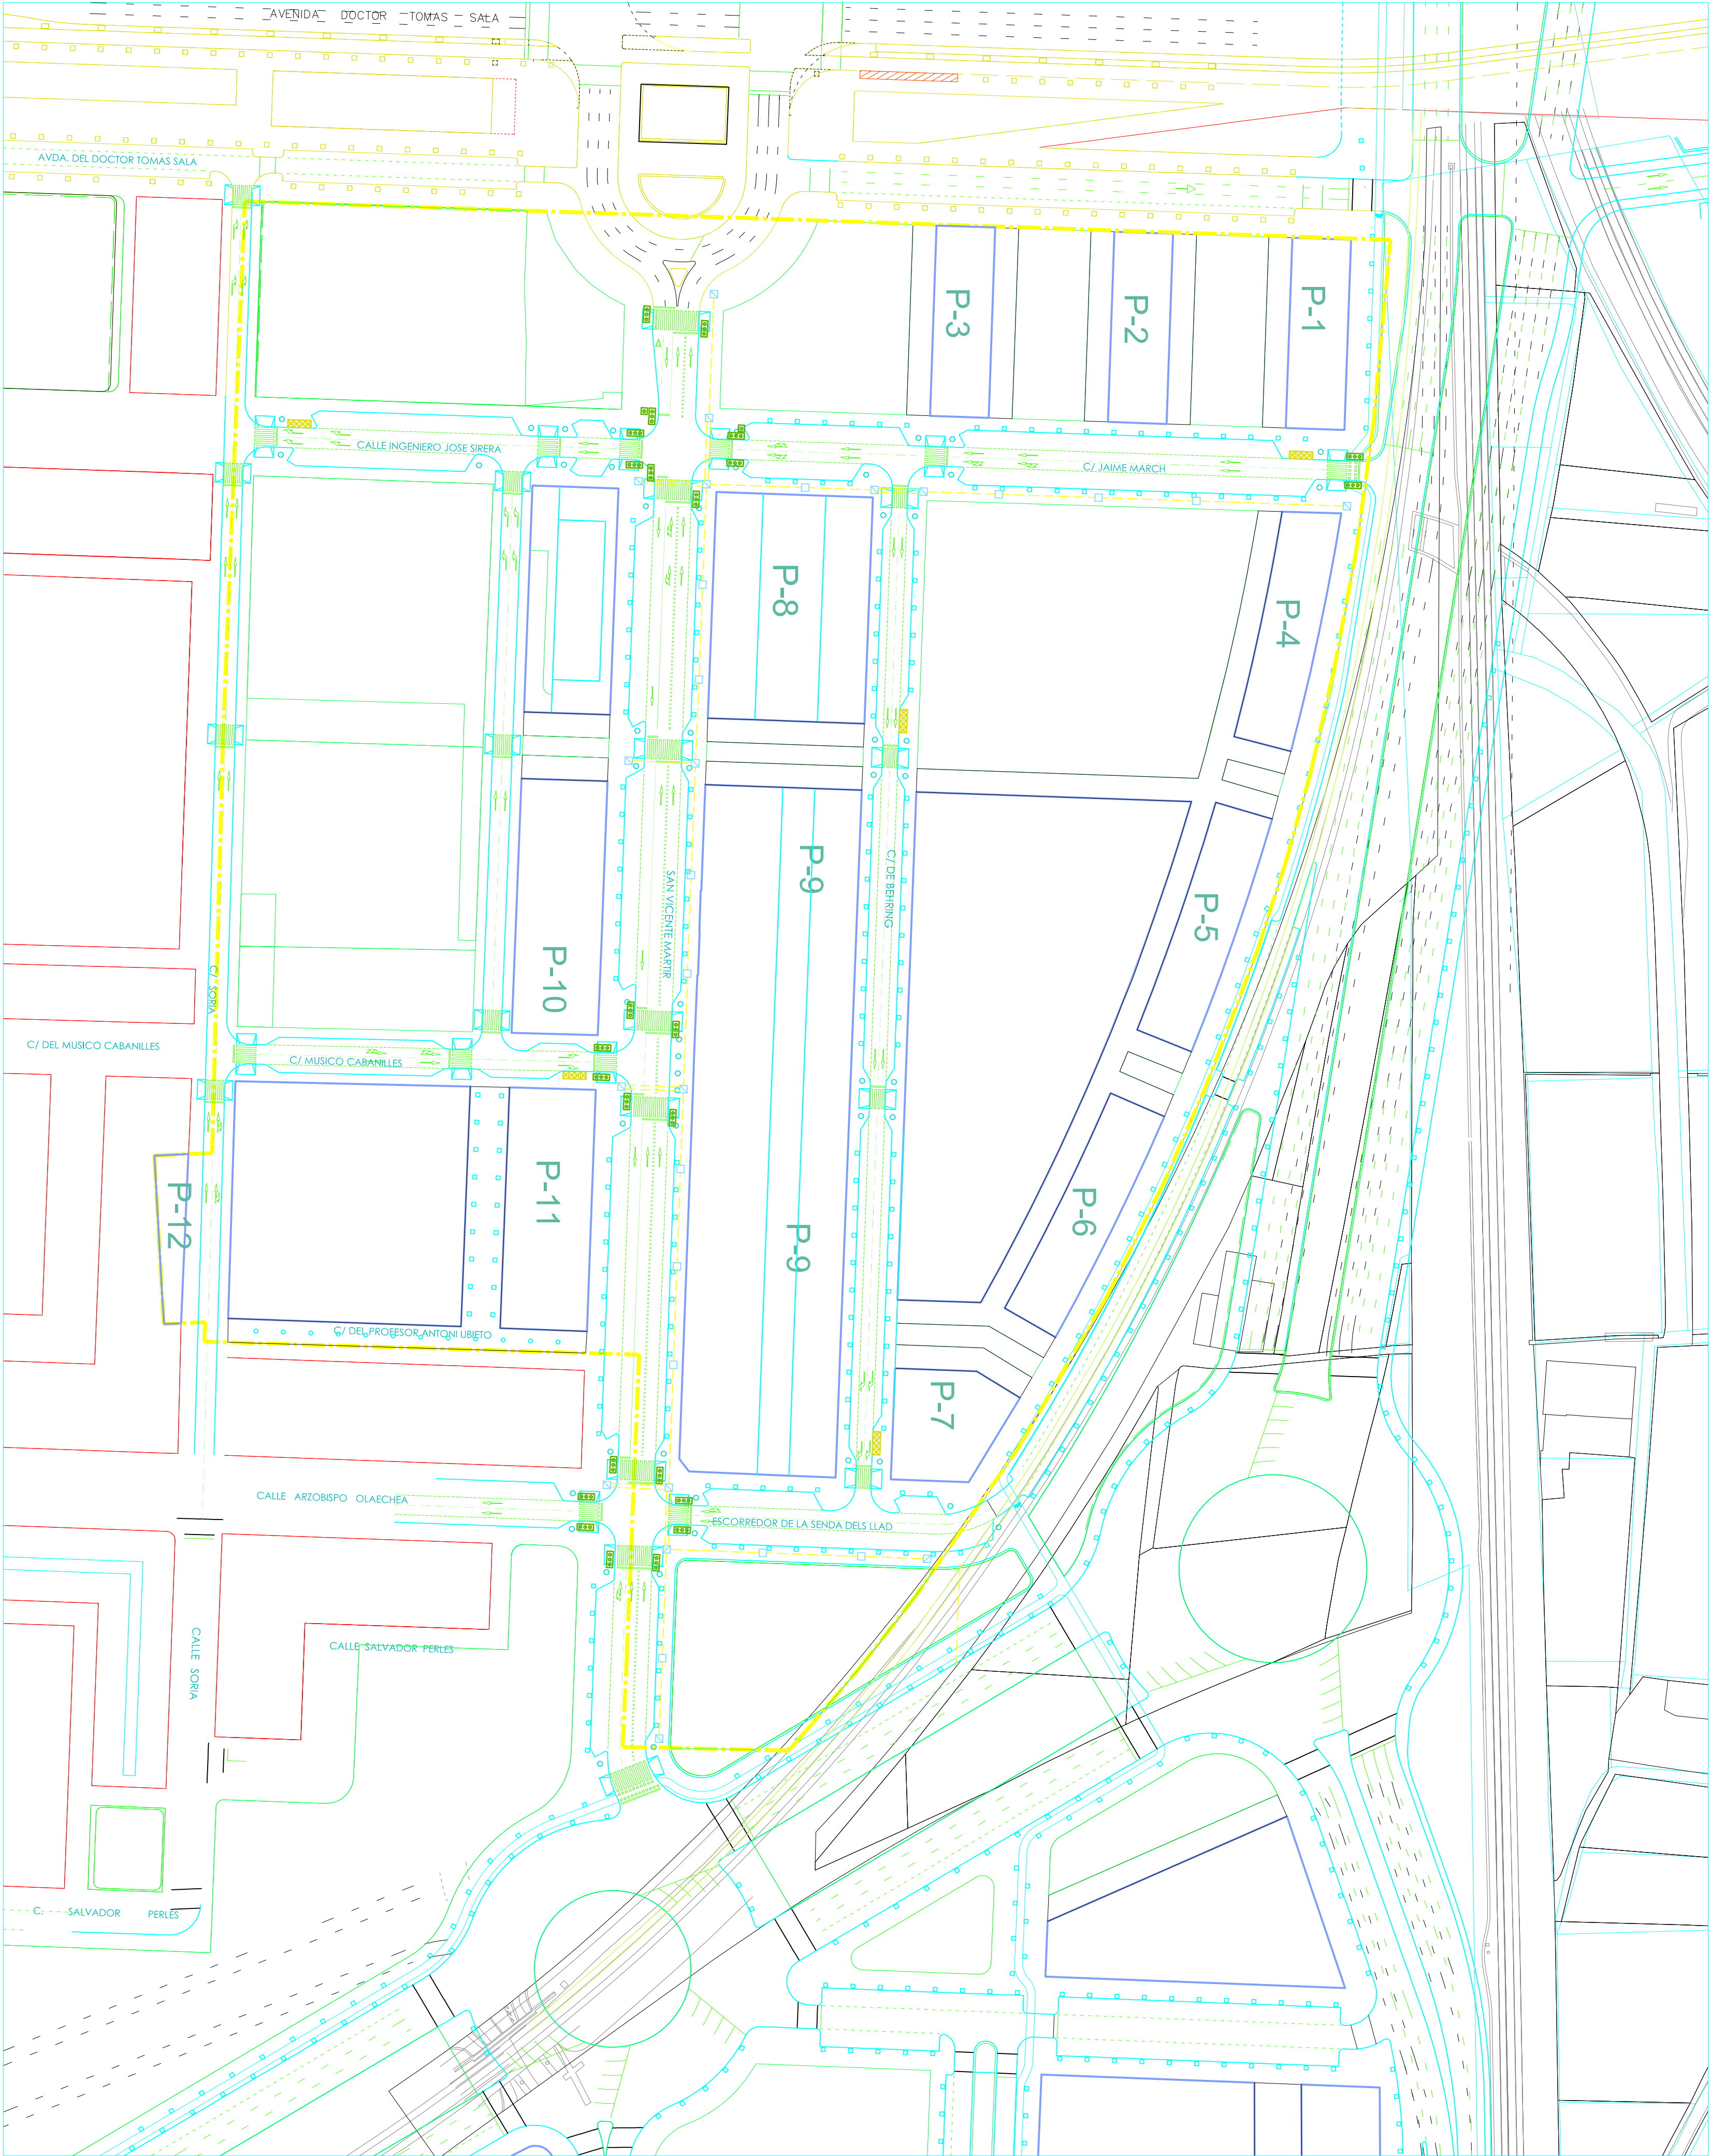 AVENIDA DOCTOR TOMAS SALA
AVDA. DEL DOCTOR TOMAS SALA
P-3
P-2
P-1
CALLE INGENIERO JOSE SIRERA
C/ JAIME MARCH
P-8
P-4
P-9
C/ DE BEHRING
SAN VICENTE MARTIR
P-5
P-10
C/ SORIA
C/ DEL MUSICO CABANILLES
C/ MUSICO CABANILLES
P-11
P-12
P-6
P-9
C/ DEL PROFESOR ANTONI UBIETO
P-7
CALLE ARZOBISPO OLAECHEA
ESCORREDOR DE LA SENDA DELS LLAD
CALLE SORIA
CALLE SALVADOR PERLES
C. SALVADOR PERLES